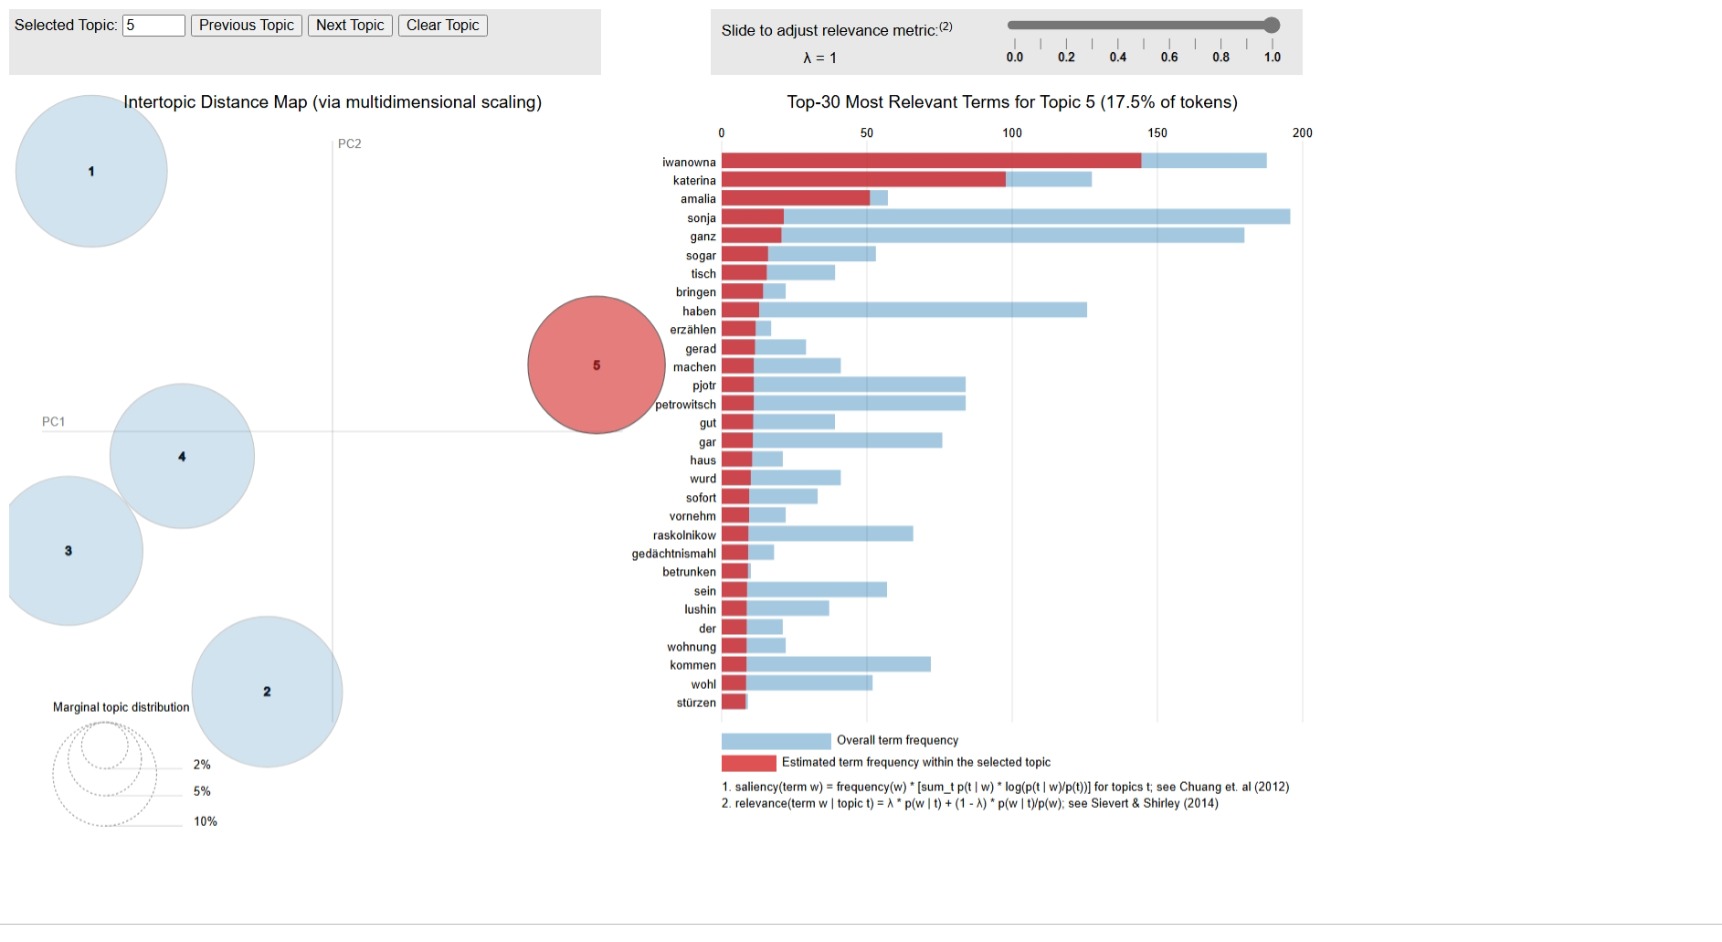 Selected Topic: 5 Previous Topic Next Topic Clear Topic
Slide to adjust relevance metric:(2)
λ = 1
0.0 0.2 0.4 0.6 0.8 1.0
Intertopic Distance Map (via multidimensional scaling)
PC2
PC1
1
5
4
3
2
Marginal topic distribution
2%
5%
10%
Top-30 Most Relevant Terms for Topic 5 (17.5% of tokens)
0 50 100 150 200
iwanowna
katerina
amalia
sonja
ganz
sogar
tisch
bringen
haben
erzählen
gerad
machen
pjotr
petrowitsch
gut
gar
haus
wurd
sofort
vornehm
raskolnikow
gedächtnismahl
betrunken
sein
lushin
der
wohnung
kommen
wohl
stürzen
Overall term frequency
Estimated term frequency within the selected topic
1. saliency(term w) = frequency(w) * [sum_t p(t | w) * log(p(t | w)/p(t))] for topics t; see Chuang et. al (2012)
2. relevance(term w | topic t) = λ * p(w | t) + (1 - λ) * p(w | t)/p(w); see Sievert & Shirley (2014)